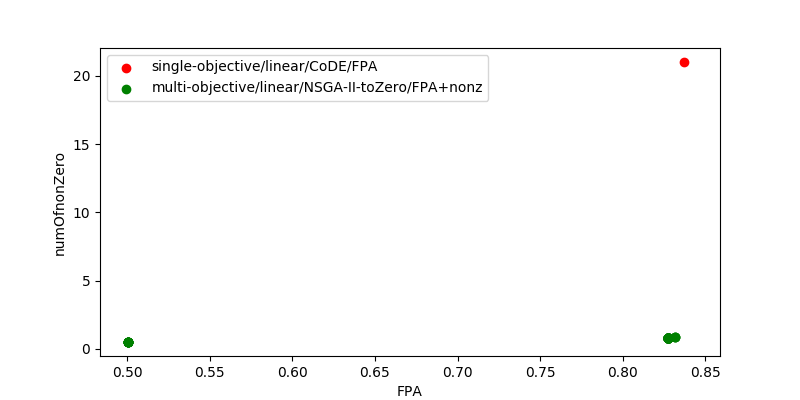 single-objective/linear/CoDE/FPA
multi-objective/linear/NSGA-II-toZero/FPA+nonz
20
15
10
5
0
numOfnonZero
0.50 0.55 0.60 0.65 0.70 0.75 0.80 0.85
FPA